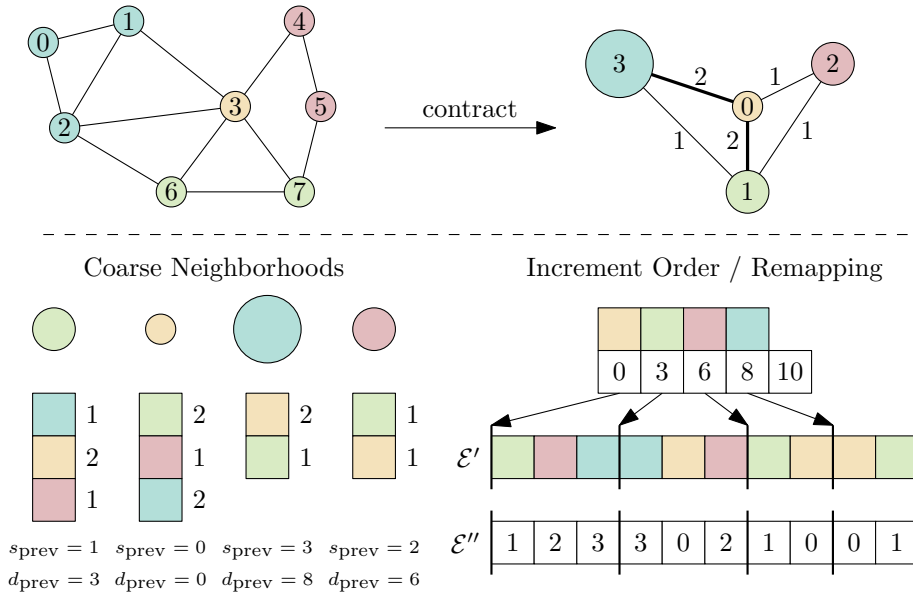 0 1 2 3 4 5 6 7
contract
3 2 0 1 2
1 2 1
1
Coarse Neighborhoods
Increment Order / Remapping
0 3 6 8 10
1 2 2 1
2 1 1 1
1 2
s_prev = 1 s_prev = 0 s_prev = 3 s_prev = 2
d_prev = 3 d_prev = 0 d_prev = 8 d_prev = 6
ℰ′
ℰ″ 1 2 3 3 0 2 1 0 0 1